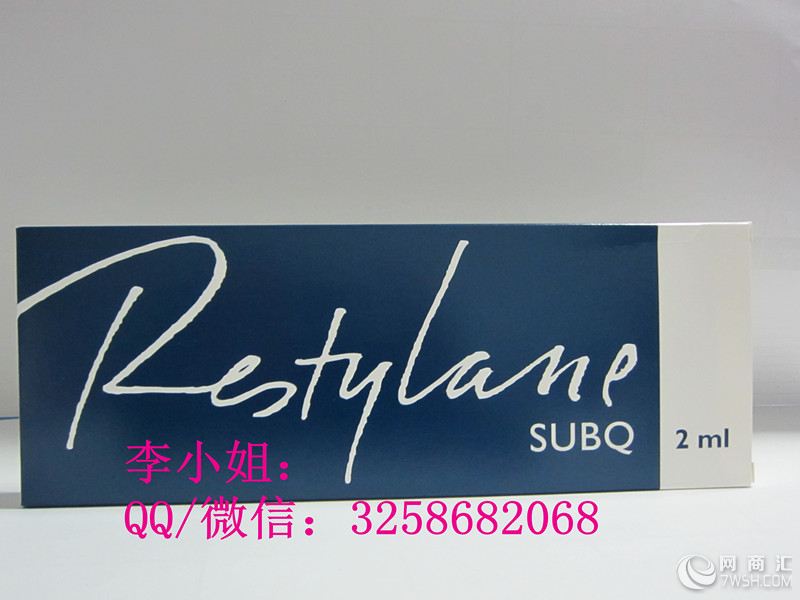 Restylane
SUBQ
2 ml
李小姐：
QQ/微信：3258682068
网商汇
7WSH.COM